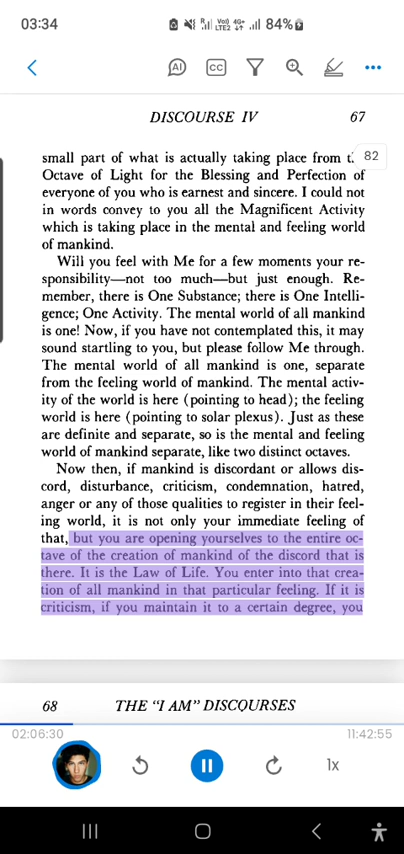 03:34
84%
AI
CC
DISCOURSE IV 67
82
small part of what is actually taking place from
Octave of Light for the Blessing and Perfection of
everyone of you who is earnest and sincere. I could not
in words convey to you all the Magnificent Activity
which is taking place in the mental and feeling world
of mankind.
Will you feel with Me for a few moments your re-
sponsibility—not too much—but just enough. Re-
member, there is One Substance; there is One Intelli-
gence; One Activity. The mental world of all mankind
is one! Now, if you have not contemplated this, it may
sound startling to you, but please follow Me through.
The mental world of all mankind is one, separate
from the feeling world of mankind. The mental activ-
ity of the world is here (pointing to head); the feeling
world is here (pointing to solar plexus). Just as these
are definite and separate, so is the mental and feeling
world of mankind separate, like two distinct octaves.
Now then, if mankind is discordant or allows dis-
cord, disturbance, criticism, condemnation, hatred,
anger or any of those qualities to register in their feel-
ing world, it is not only your immediate feeling of
that, but you are opening yourselves to the entire oc-
tave of the creation of mankind of the discord that is
there. It is the Law of Life. You enter into that crea-
tion of all mankind in that particular feeling. If it is
criticism, if you maintain it to a certain degree, you
68 THE “I AM” DISCOURSES
02:06:30 11:42:55
1x